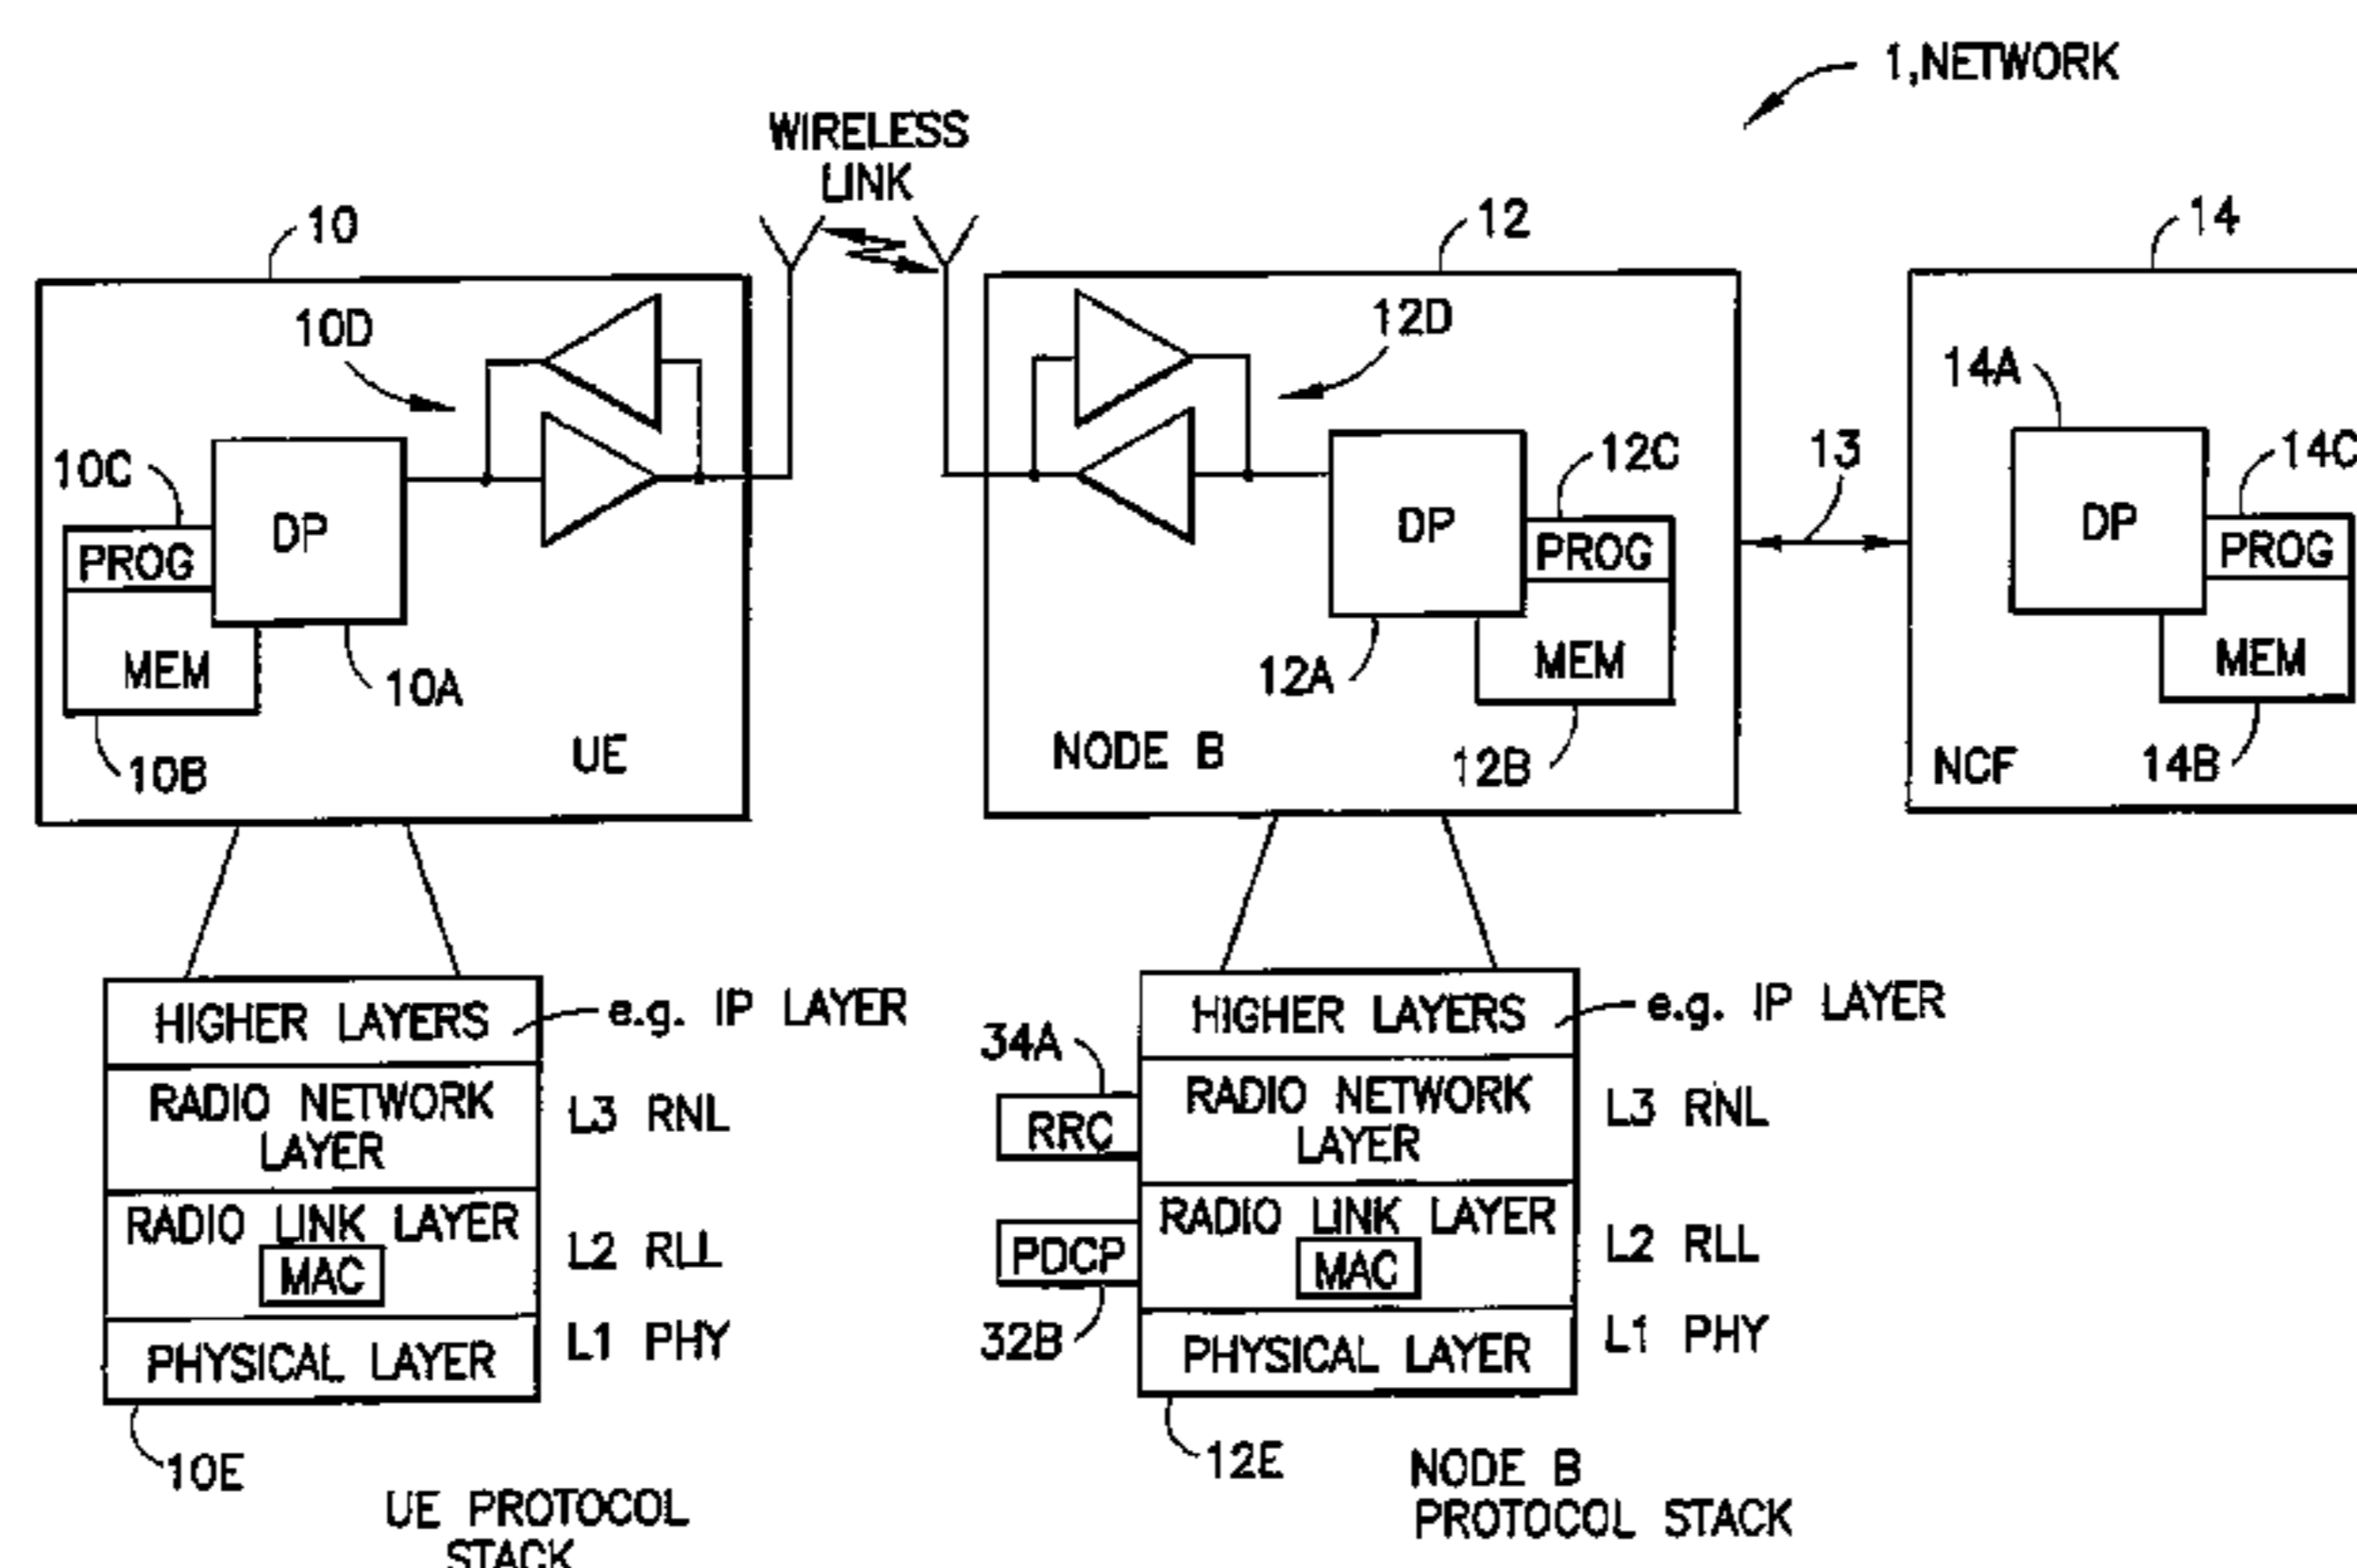 1,NETWORK
WIRELESS
LINK
10
12
14
10D
12D
14A
10C
12C
13
14C
DP
DP
DP
PROG
PROG
PROG
MEM
MEM
MEM
10A
12A
UE
NODE B
NCF
10B
12B
14B
HIGHER LAYERS
e.g. IP LAYER
RADIO NETWORK
LAYER
L3 RNL
RADIO LINK LAYER
MAC
L2 RLL
PHYSICAL LAYER
L1 PHY
10E
UE PROTOCOL
STACK
HIGHER LAYERS
e.g. IP LAYER
34A
RRC
RADIO NETWORK
LAYER
L3 RNL
PDCP
32B
RADIO LINK LAYER
MAC
L2 RLL
PHYSICAL LAYER
L1 PHY
12E
NODE B
PROTOCOL STACK